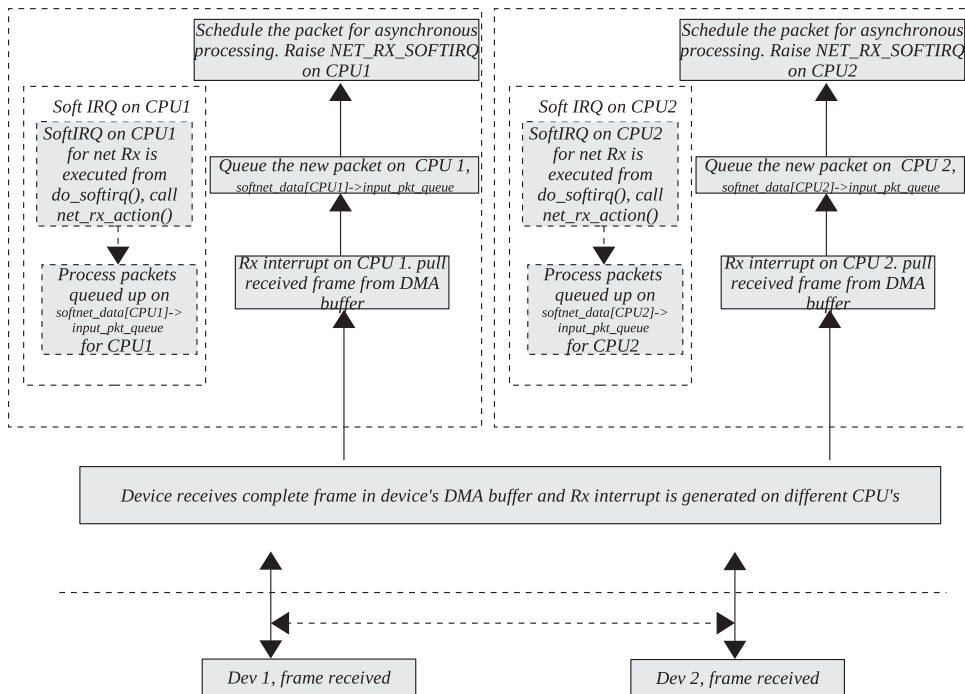 Schedule the packet for asynchronous
processing. Raise NET_RX_SOFTIRQ
on CPU1
Soft IRQ on CPU1
SoftIRQ on CPU1
for net Rx is
executed from
do_softirq(), call
net_rx_action()
Queue the new packet on CPU 1,
softnet_data[CPU1]->input_pkt_queue
Process packets
queued up on
softnet_data[CPU1]->
input_pkt_queue
for CPU1
Rx interrupt on CPU 1. pull
received frame from DMA
buffer
Schedule the packet for asynchronous
processing. Raise NET_RX_SOFTIRQ
on CPU2
Soft IRQ on CPU2
SoftIRQ on CPU2
for net Rx is
executed from
do_softirq(), call
net_rx_action()
Queue the new packet on CPU 2,
softnet_data[CPU2]->input_pkt_queue
Process packets
queued up on
softnet_data[CPU2]->
input_pkt_queue
for CPU2
Rx interrupt on CPU 2. pull
received frame from DMA
buffer
Device receives complete frame in device's DMA buffer and Rx interrupt is generated on different CPU's
Dev 1, frame received
Dev 2, frame received